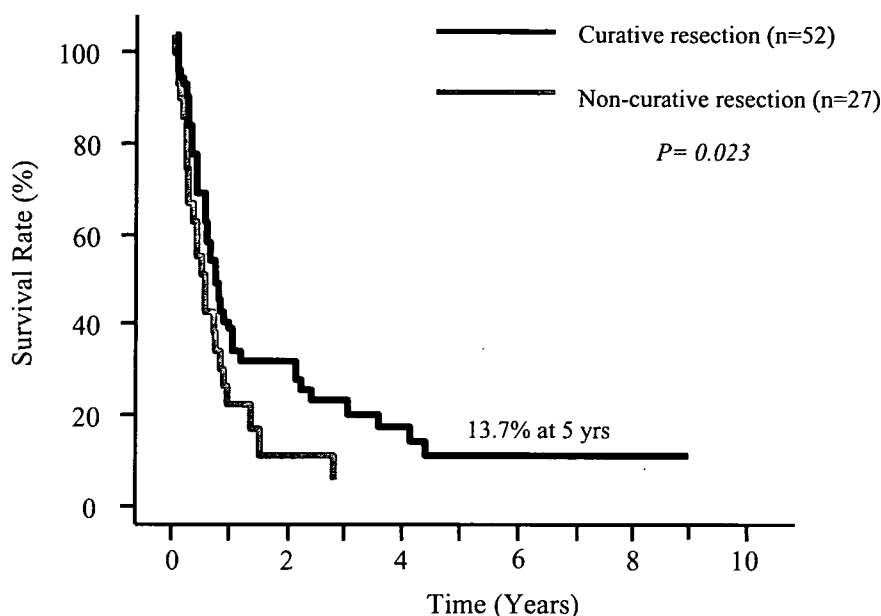 Curative resection (n=52)
Non-curative resection (n=27)
P= 0.023
Survival Rate (%)
100
80
60
40
20
0
13.7% at 5 yrs
0 2 4 6 8 10
Time (Years)